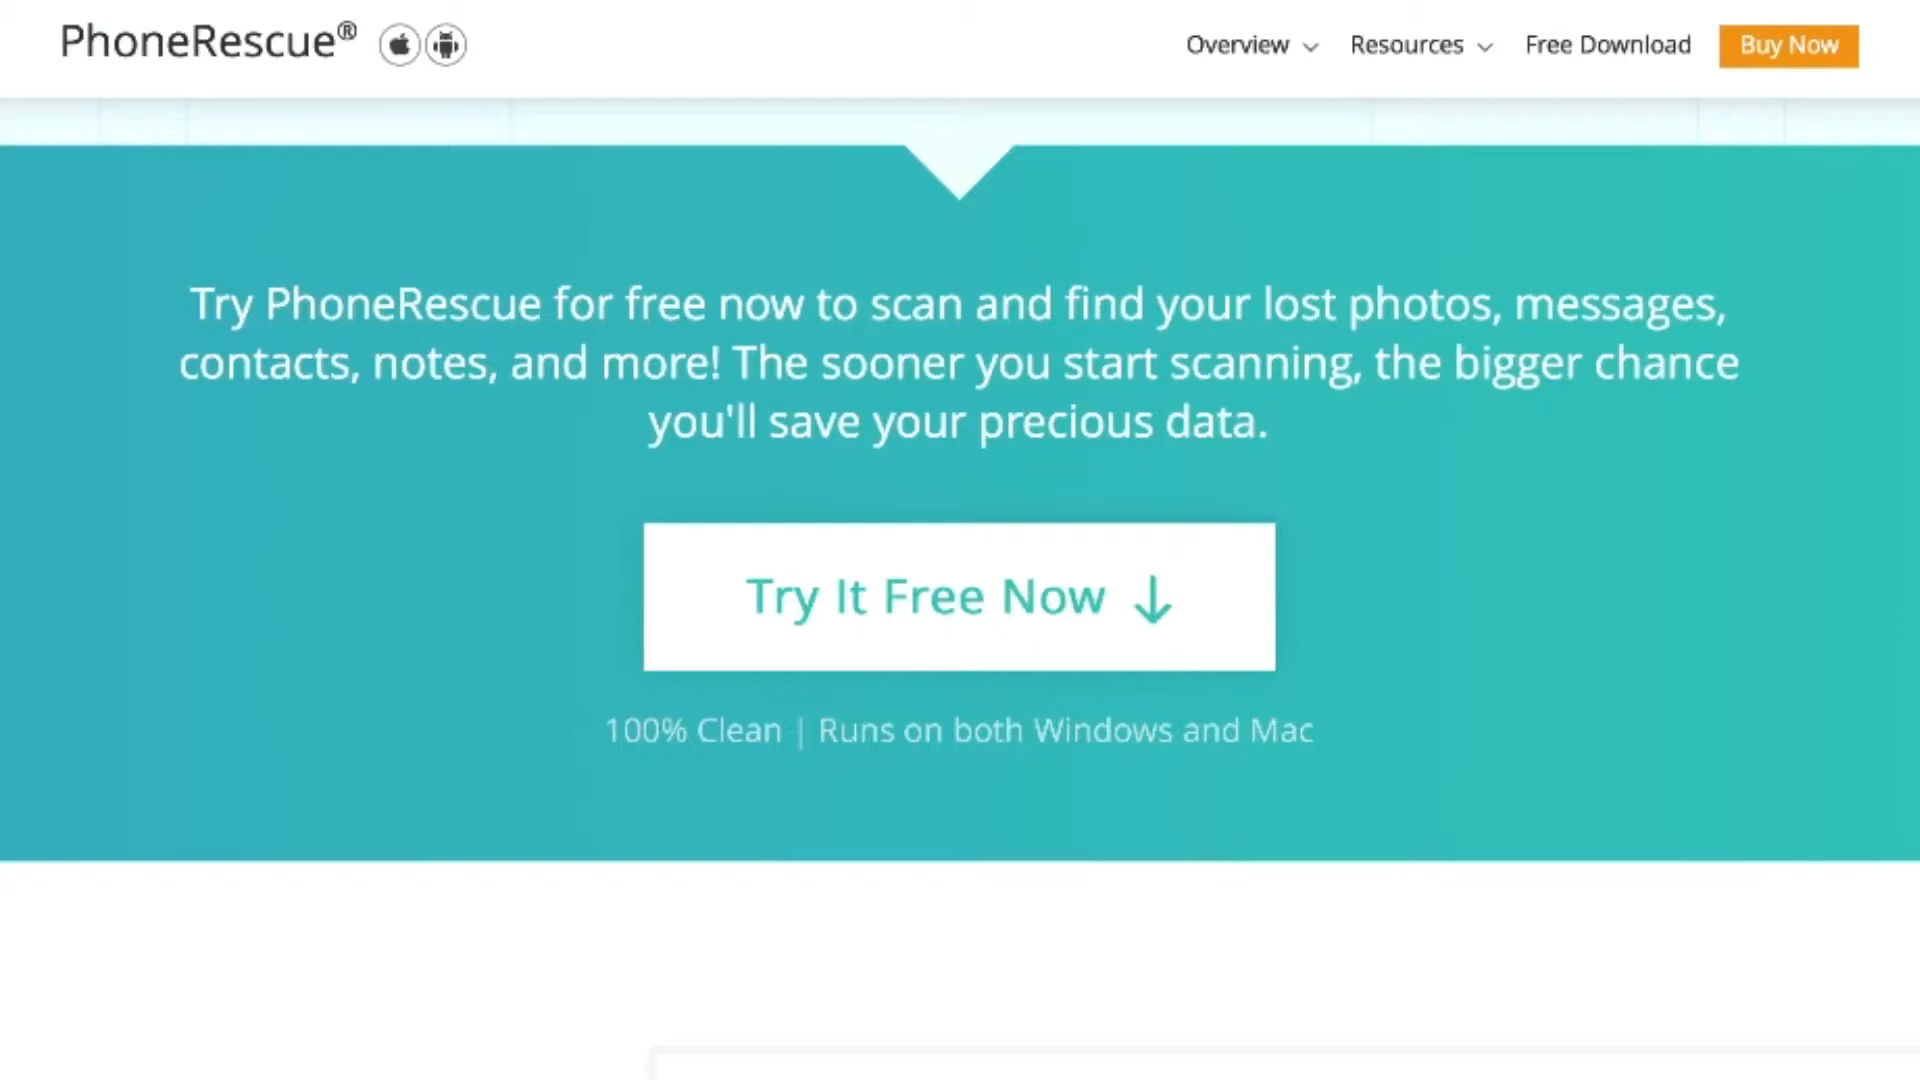 PhoneRescue®
Overview
Resources
Free Download
Buy Now
Try PhoneRescue for free now to scan and find your lost photos, messages,
contacts, notes, and more! The sooner you start scanning, the bigger chance
you'll save your precious data.
Try It Free Now ↓
100% Clean | Runs on both Windows and Mac